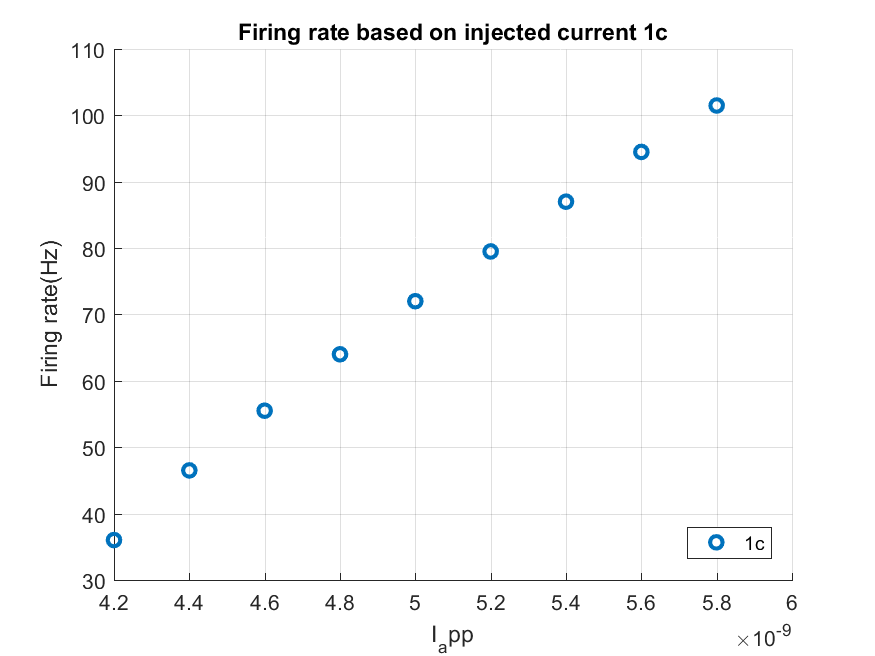 Firing rate based on injected current 1c
Firing rate(Hz)
110
100
90
80
70
60
50
40
30
4.2 4.4 4.6 4.8 5 5.2 5.4 5.6 5.8 6
×10⁻⁹
Iₐpp
1c